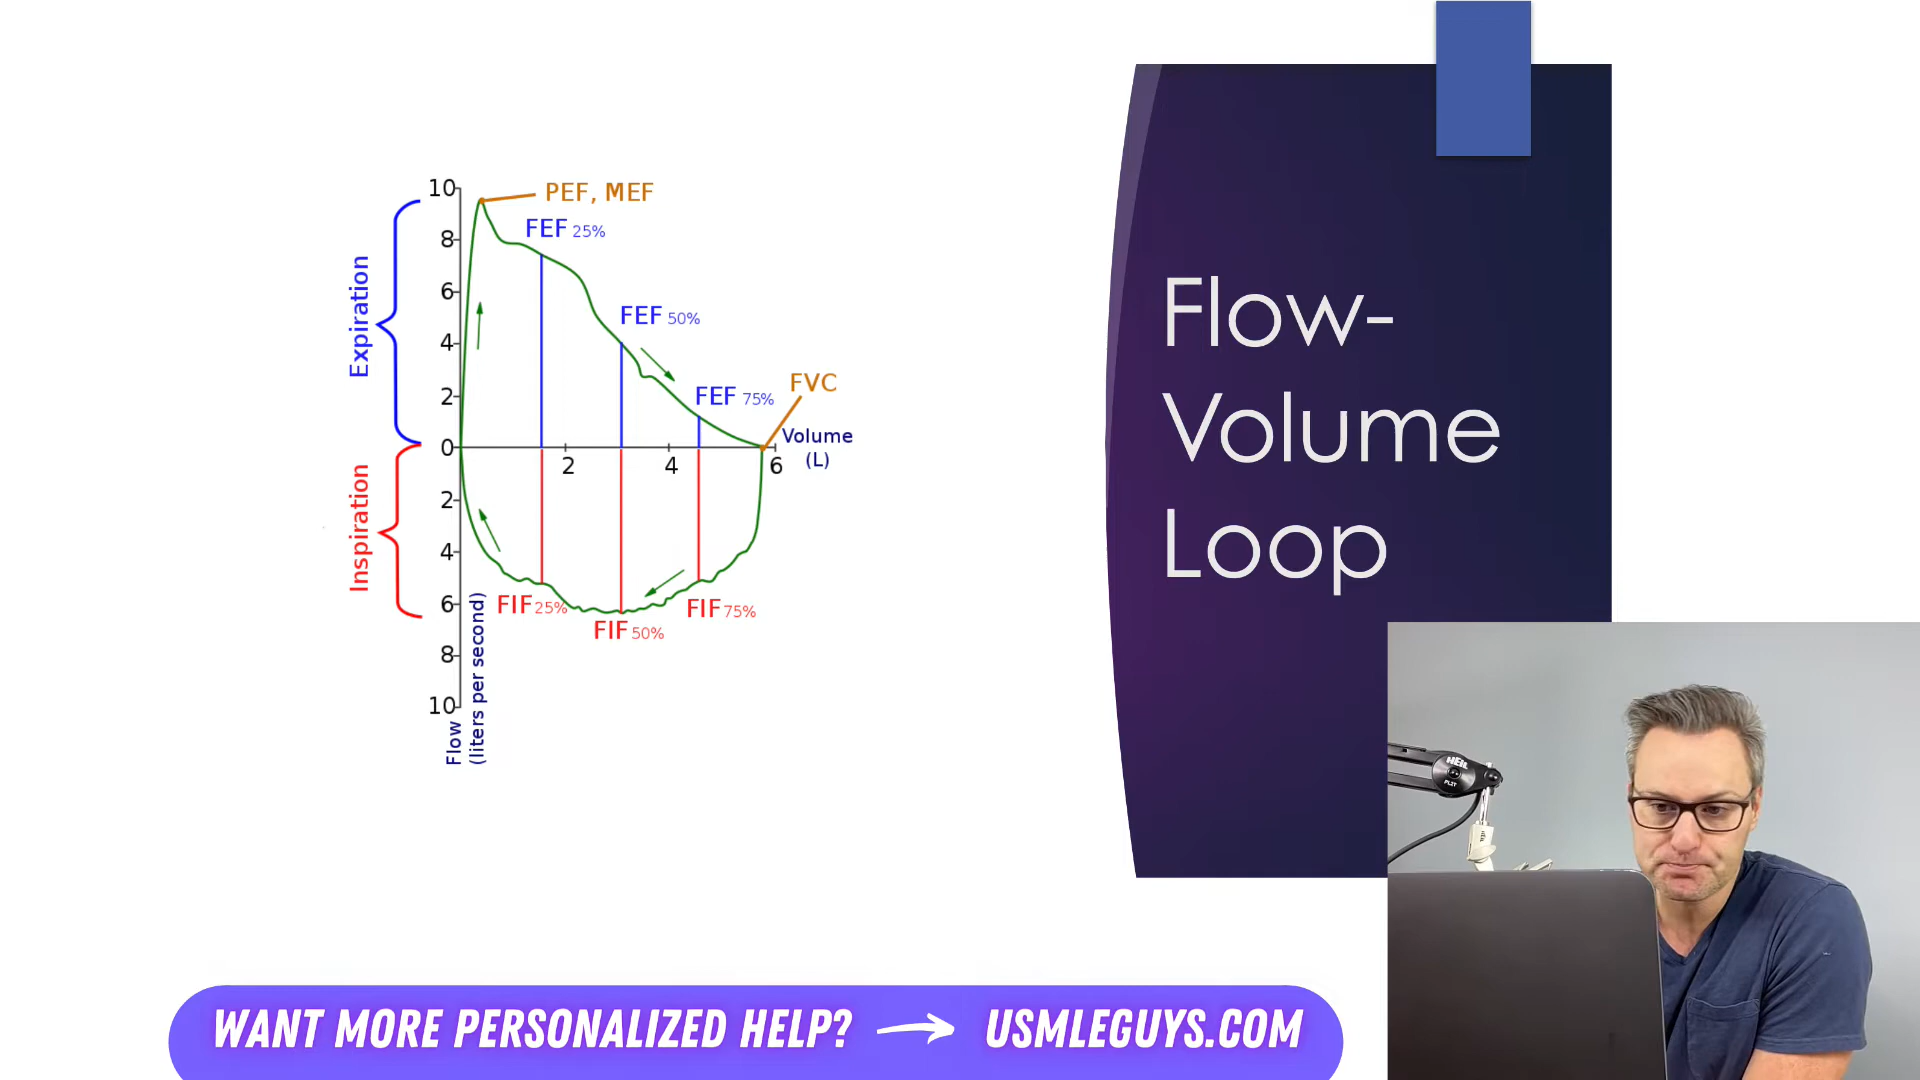 10
PEF, MEF
FEF 25%
8
6
FEF 50%
4
FEF 75%
FVC
2
Volume
(L)
0
2
4
6
2
4
6
8
10
Expiration
Inspiration
FIF 25%
FIF 50%
FIF 75%
Flow
(liters per second)
Flow-
Volume
Loop
HEIL
PL2T
WANT MORE PERSONALIZED HELP?
USMLEGUYS.COM